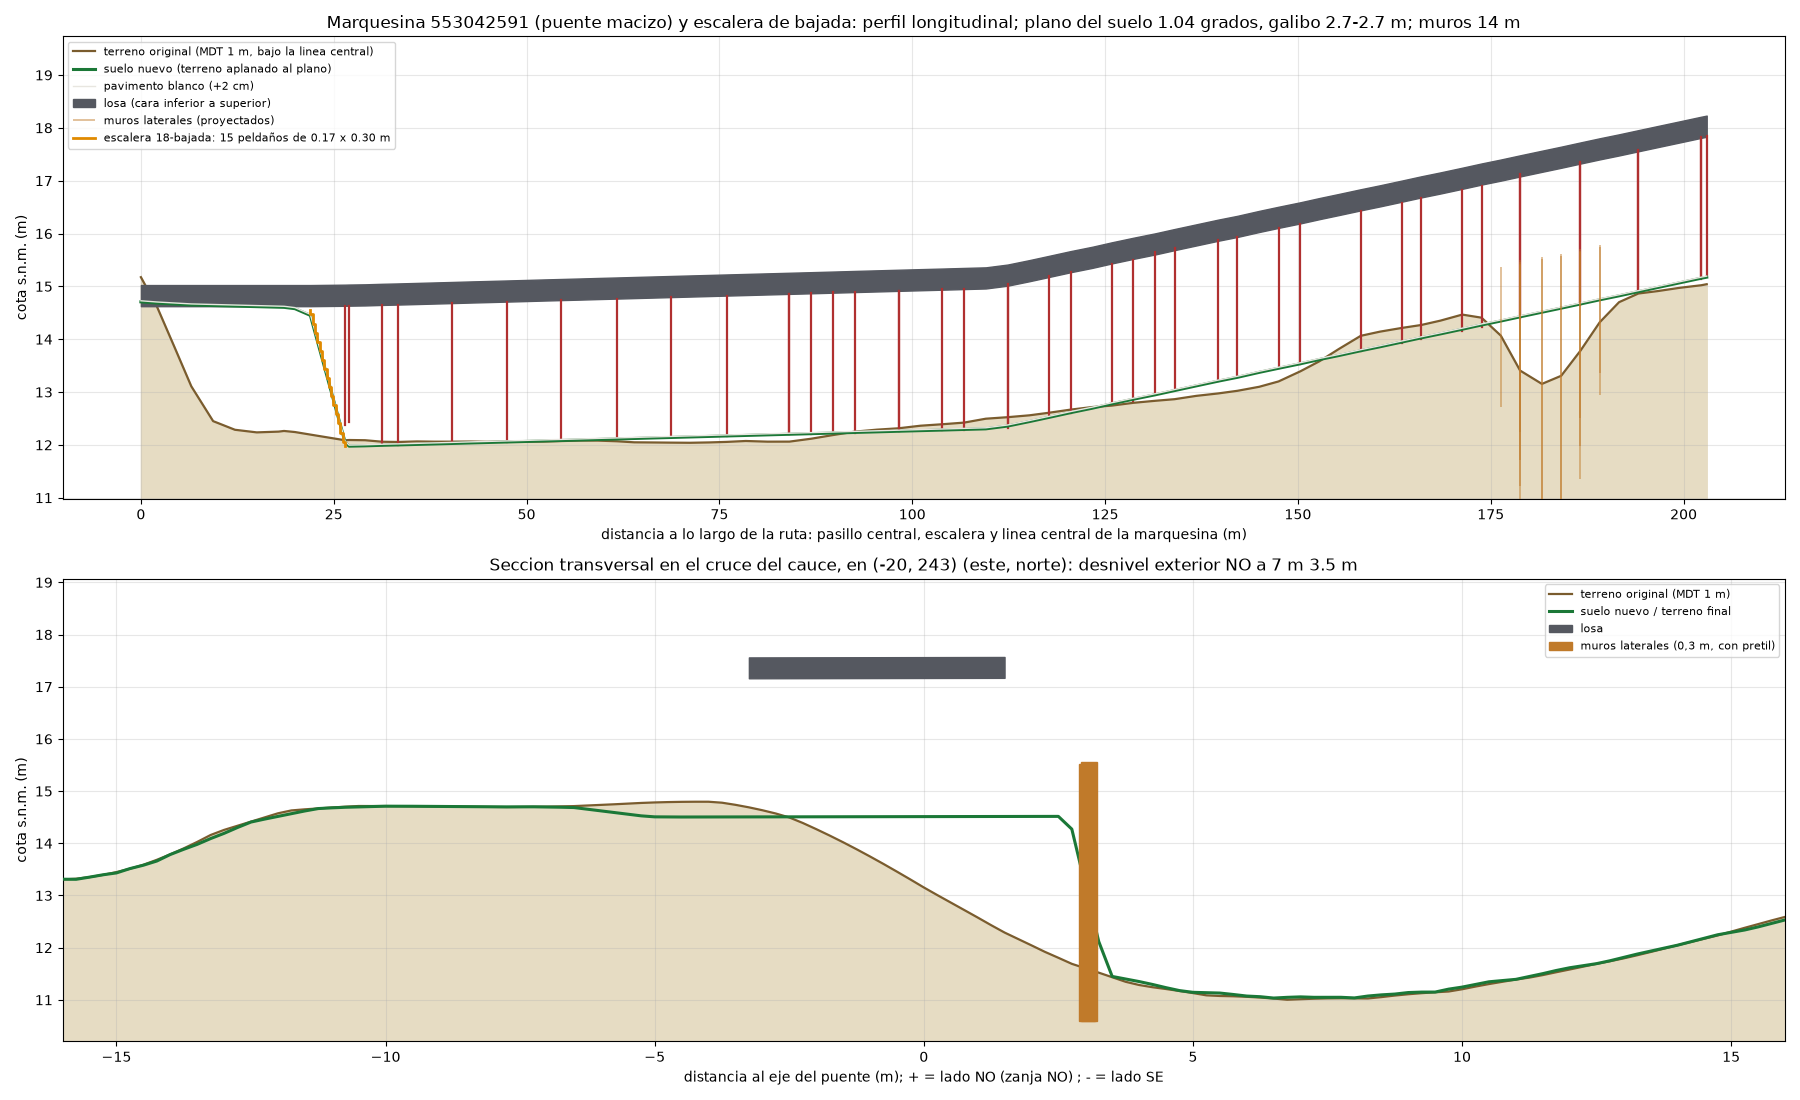 Marquesina 553042591 (puente macizo) y escalera de bajada: perfil longitudinal; plano del suelo 1.04 grados, galibo 2.7-2.7 m; muros 14 m
terreno original (MDT 1 m, bajo la linea central)
suelo nuevo (terreno aplanado al plano)
pavimento blanco (+2 cm)
losa (cara inferior a superior)
muros laterales (proyectados)
escalera 18-bajada: 15 peldaños de 0.17 x 0.30 m
cota s.n.m. (m)
19
18
17
16
15
14
13
12
11
0 25 50 75 100 125 150 175 200
distancia a lo largo de la ruta: pasillo central, escalera y linea central de la marquesina (m)
Seccion transversal en el cruce del cauce, en (-20, 243) (este, norte): desnivel exterior NO a 7 m 3.5 m
terreno original (MDT 1 m)
suelo nuevo / terreno final
losa
muros laterales (0,3 m, con pretil)
cota s.n.m. (m)
19
18
17
16
15
14
13
12
11
−15 −10 −5 0 5 10 15
distancia al eje del puente (m); + = lado NO (zanja NO) ; - = lado SE